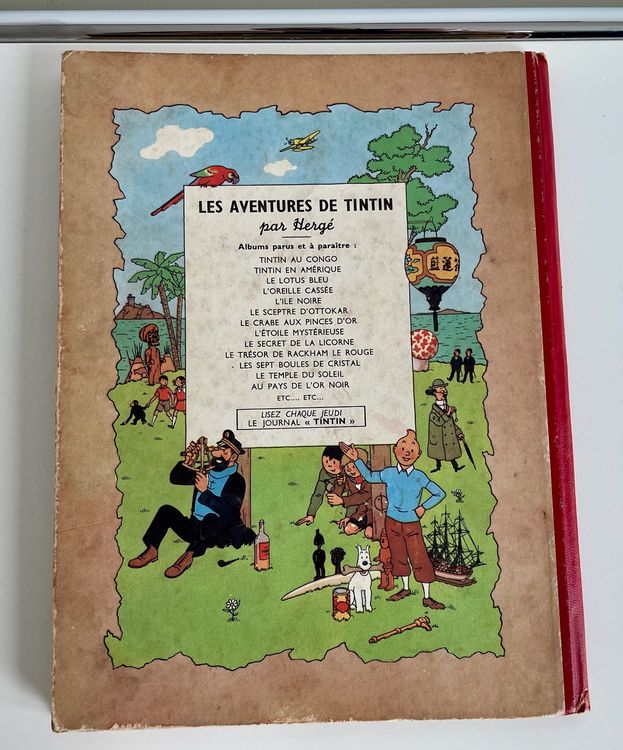 LES AVENTURES DE TINTIN
par Hergé
Albums parus et à paraître :
TINTIN AU CONGO
TINTIN EN AMÉRIQUE
LE LOTUS BLEU
L'OREILLE CASSÉE
L'ILE NOIRE
LE SCEPTRE D'OTTOKAR
LE CRABE AUX PINCES D'OR
L'ÉTOILE MYSTÉRIEUSE
LE SECRET DE LA LICORNE
LE TRÉSOR DE RACKHAM LE ROUGE
LES SEPT BOULES DE CRISTAL
LE TEMPLE DU SOLEIL
AU PAYS DE L'OR NOIR
ETC..., ETC...
LISEZ CHAQUE JEUDI
LE JOURNAL « TINTIN »
藍蓮